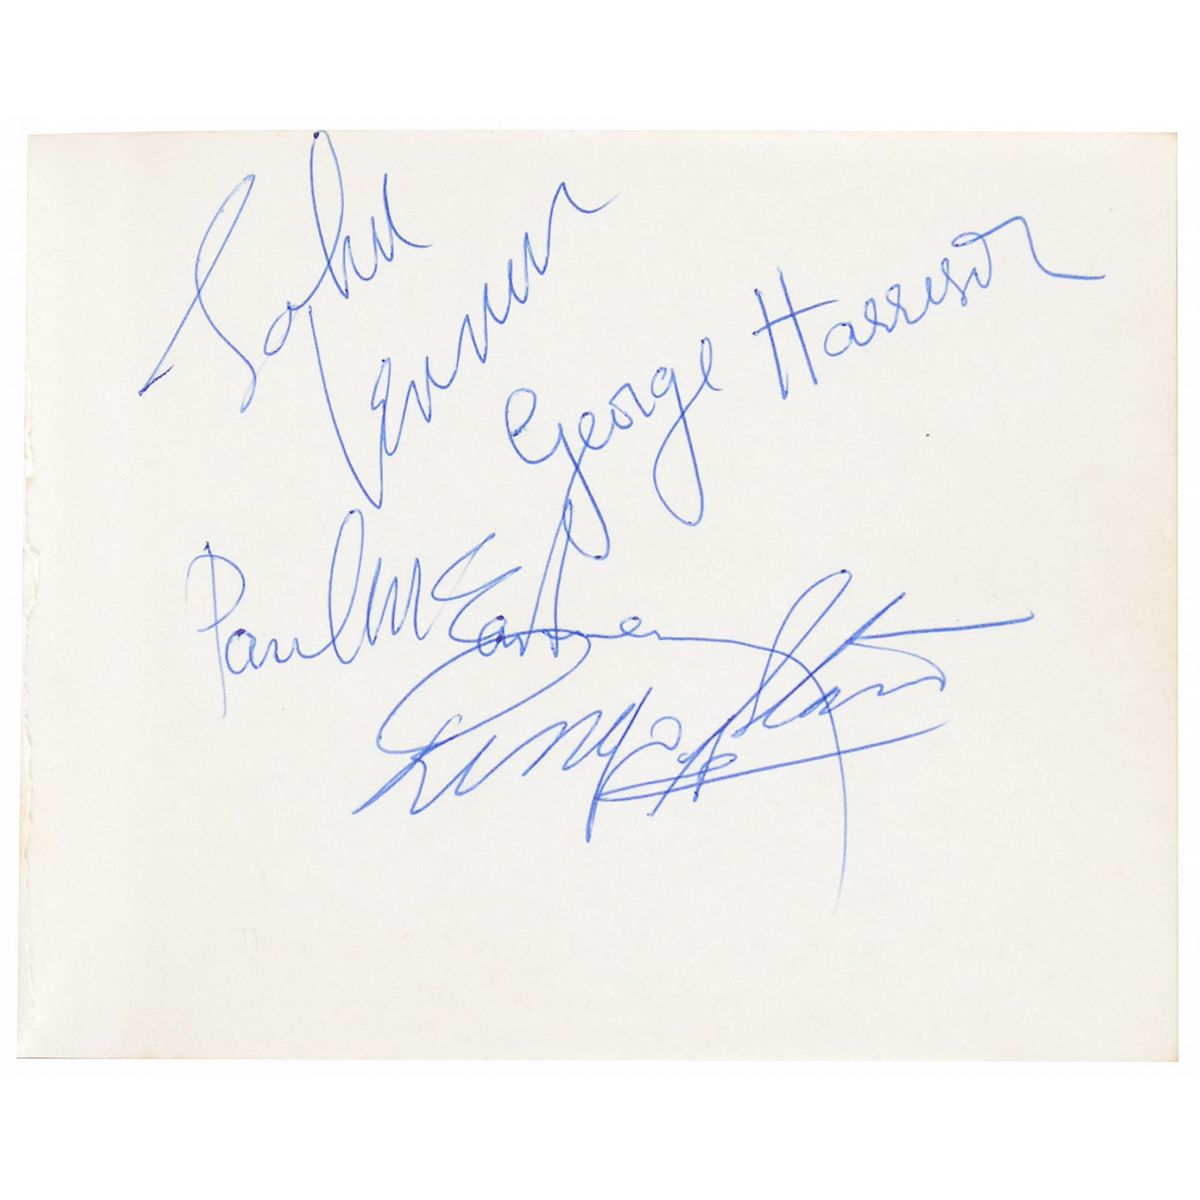 John
Lennon
George Harrison
Paul McCartney
Ringo Starr